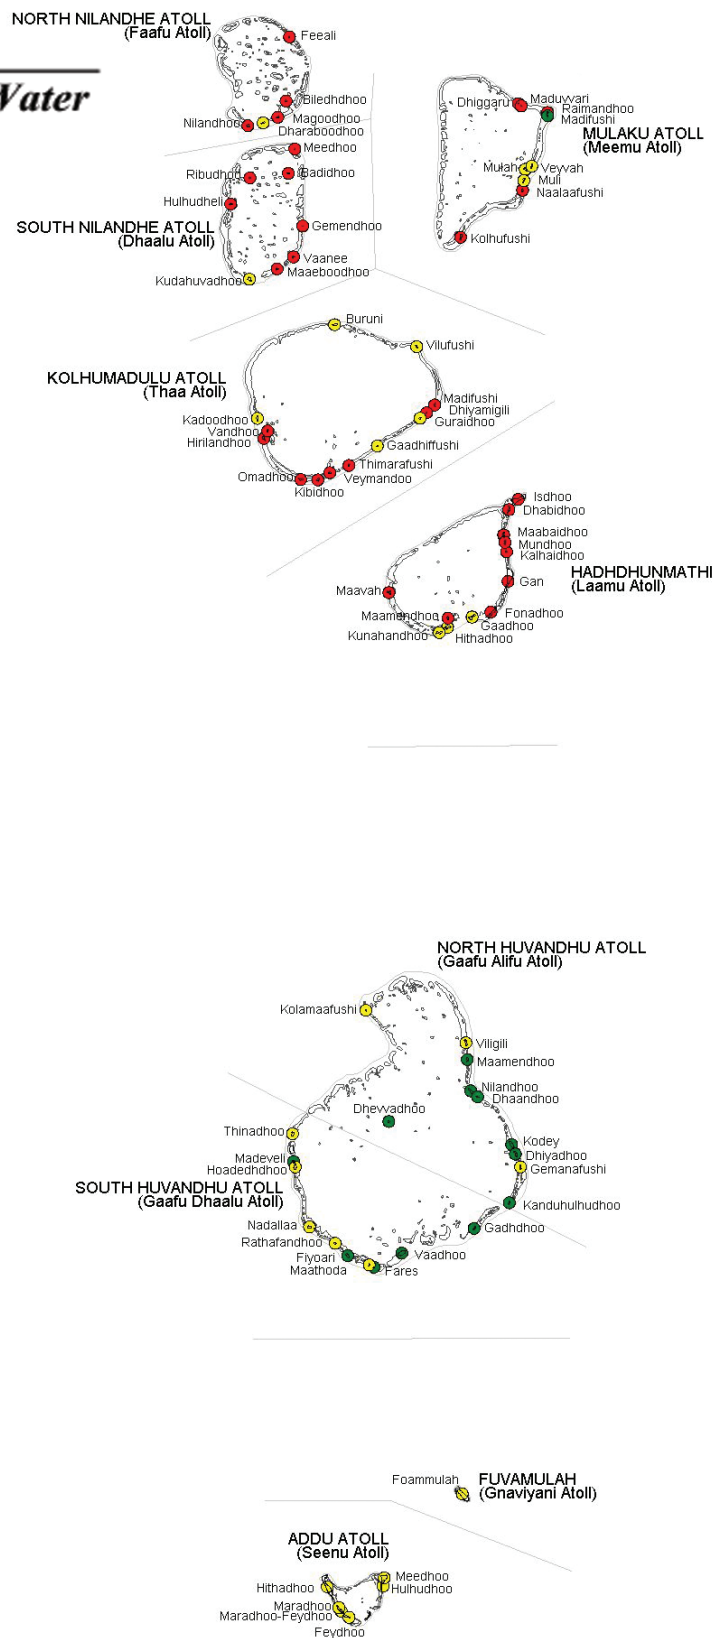 NORTH NILANDHE ATOLL
(Faafu Atoll)
Feeali
Water
Biledhdhoo
Nilandhoo
Magoodhoo
Dharaboodhoo
Dhiggaru
Maduvvari
Raimandhoo
Madifushi
MULAKU ATOLL
(Meemu Atoll)
Mulah
Veyvah
Muli
Naalaafushi
Kolhufushi
Meedhoo
Ribudhoo
Badidhoo
Hulhudheli
SOUTH NILANDHE ATOLL
(Dhaalu Atoll)
Gemendhoo
Vaanee
Maaeboodhoo
Kudahuvadhoo
Buruni
Vilufushi
KOLHUMADULU ATOLL
(Thaa Atoll)
Madifushi
Dhiyamigili
Guraidhoo
Kadoodhoo
Vandhoo
Hirilandhoo
Gaadhiffushi
Thimarafushi
Omadhoo
Veymandoo
Kibidhoo
Isdhoo
Dhabidhoo
Maabaidhoo
Mundhoo
Kalhaidhoo
HADHDHUNMATHI
(Laamu Atoll)
Gan
Maavah
Maamendhoo
Fonadhoo
Gaadhoo
Kunahandhoo
Hithadhoo
NORTH HUVANDHU ATOLL
(Gaafu Alifu Atoll)
Kolamaafushi
Viligili
Maamendhoo
Nilandhoo
Dhaandhoo
Dhevvadhoo
Thinadhoo
Kodey
Dhiyadhoo
Gemanafushi
Madeveli
Hoadedhdhoo
SOUTH HUVANDHU ATOLL
(Gaafu Dhaalu Atoll)
Kanduhulhudhoo
Gadhdhoo
Nadallaa
Rathafandhoo
Fiyoari
Maathoda
Vaadhoo
Fares
Foammulah
FUVAMULAH
(Gnaviyani Atoll)
ADDU ATOLL
(Seenu Atoll)
Hithadhoo
Meedhoo
Hulhudhoo
Maradhoo
Maradhoo-Feydhoo
Feydhoo